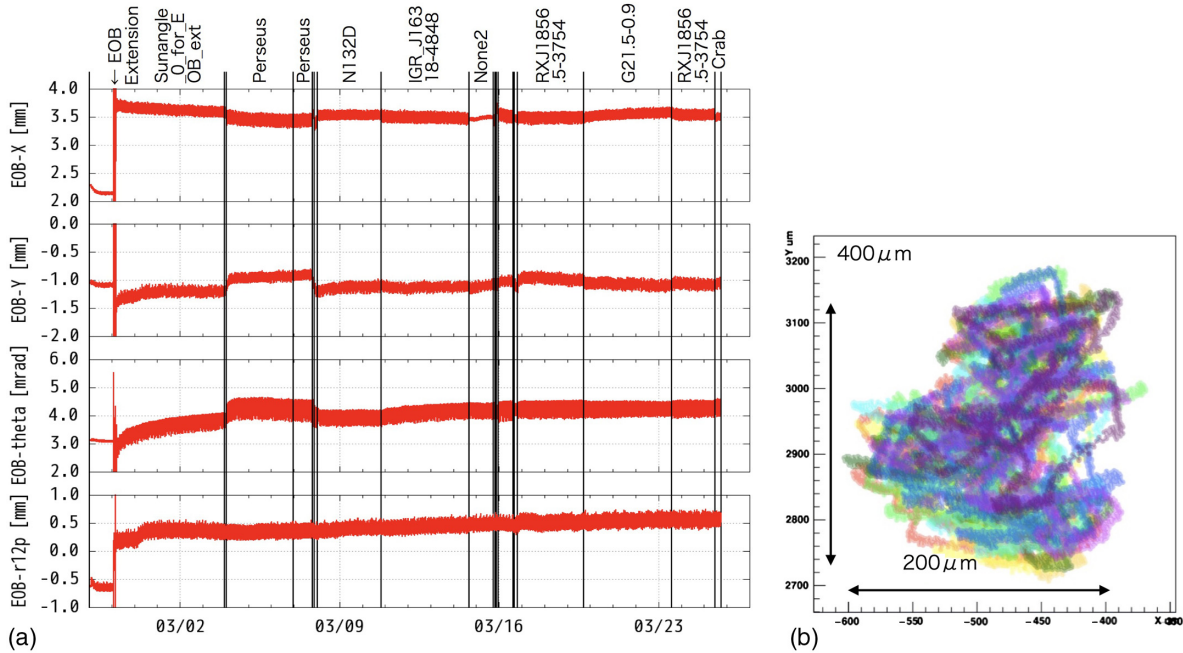 ← EOB
Extension
Sunangle
_0_for_E
OB_ext
Perseus
Perseus
N132D
IGR_J163
18-4848
None2
RXJ1856
.5-3754
G21.5-0.9
RXJ1856
.5-3754
Crab
EOB-X [mm]
4.0
3.5
3.0
2.5
2.0
EOB-Y [mm]
0.0
-0.5
-1.0
-1.5
-2.0
EOB-theta [mrad]
6.0
5.0
4.0
3.0
2.0
EOB-r12p [mm]
1.0
0.5
0.0
-0.5
-1.0
03/02
03/09
03/16
03/23
(a)
Y um
3200
3100
3000
2900
2800
2700
400μm
200μm
-600
-550
-500
-450
-400
X
(b)